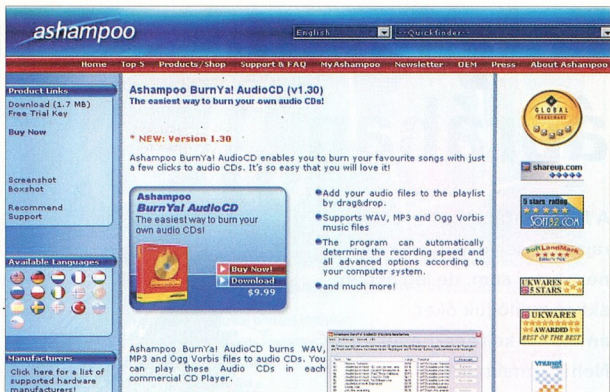 ashampoo
English
--Quickfinder--
Home Top 5 Products/Shop Support & FAQ MyAshampoo Newsletter OEM Press About Ashampoo
Product Links
Download (1.7 MB)
Free Trial Key
Buy Now
Screenshot
Boxshot
Recommend
Support
Available Languages
Manufacturers
Click here for a list of
supported hardware
manufacturers!
Ashampoo BurnYa! AudioCD (v1.30)
The easiest way to burn your own audio CDs!
* NEW: Version 1.30
Ashampoo BurnYa! AudioCD enables you to burn your favourite songs with just
a few clicks to audio CDs. It's so easy that you will love it!
Ashampoo
BurnYa! AudioCD
The easiest way to burn your
own audio CDs!
Buy Now!
Download
$9.99
Add your audio files to the playlist
by drag&drop.
Supports WAV, MP3 and Ogg Vorbis
music files
The program can automatically
determine the recording speed and
all advanced options according to
your computer system.
and much more!
Ashampoo BurnYa! AudioCD burns WAV,
MP3 and Ogg Vorbis files to audio CDs. You
can play these Audio CDs in each
commercial CD Player.
GLOBAL
shareup.com
5 stars rating
SOFT32.COM
SoftLandMark
UKWARES
5 STARS
UKWARES
AWARDED
BEST OF THE BEST
vnunet